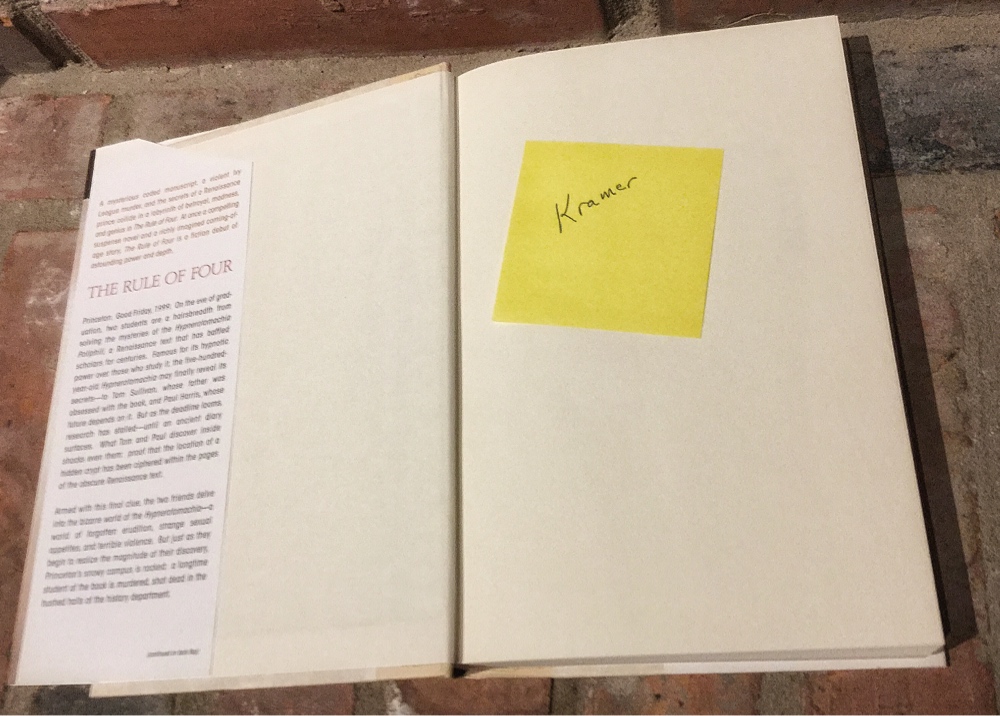 A mysterious coded manuscript, a violent Ivy
League murder, and the secrets of a Renaissance
prince collide in a labyrinth of betrayal, madness,
and genius in The Rule of Four. At once a compelling
suspense novel and a richly imagined coming-of-
age story, The Rule of Four is a fiction debut of
astounding power and depth.
THE RULE OF FOUR
Princeton. Good Friday, 1999. On the eve of grad-
uation, two students are a hairsbreadth from
solving the mysteries of the Hypnerotomachia
Poliphili, a Renaissance text that has baffled
scholars for centuries. Famous for its hypnotic
power over those who study it, the five-hundred-
year-old Hypnerotomachia may finally reveal its
secrets—to Tom Sullivan, whose father was
obsessed with the book, and Paul Harris, whose
future depends on it. But as the deadline looms,
research has stalled—until an ancient diary
surfaces. What Tom and Paul discover inside
shocks even them: proof that the location of a
hidden crypt has been ciphered within the pages
of the obscure Renaissance text.
Armed with this final clue, the two friends delve
into the bizarre world of the Hypnerotomachia—a
world of forgotten erudition, strange sexual
appetites, and terrible violence. But just as they
begin to realize the magnitude of their discovery,
Princeton's snowy campus is rocked: a longtime
student of the book is murdered, shot dead in the
hushed halls of the history department.
(continued on back flap)
Kramer